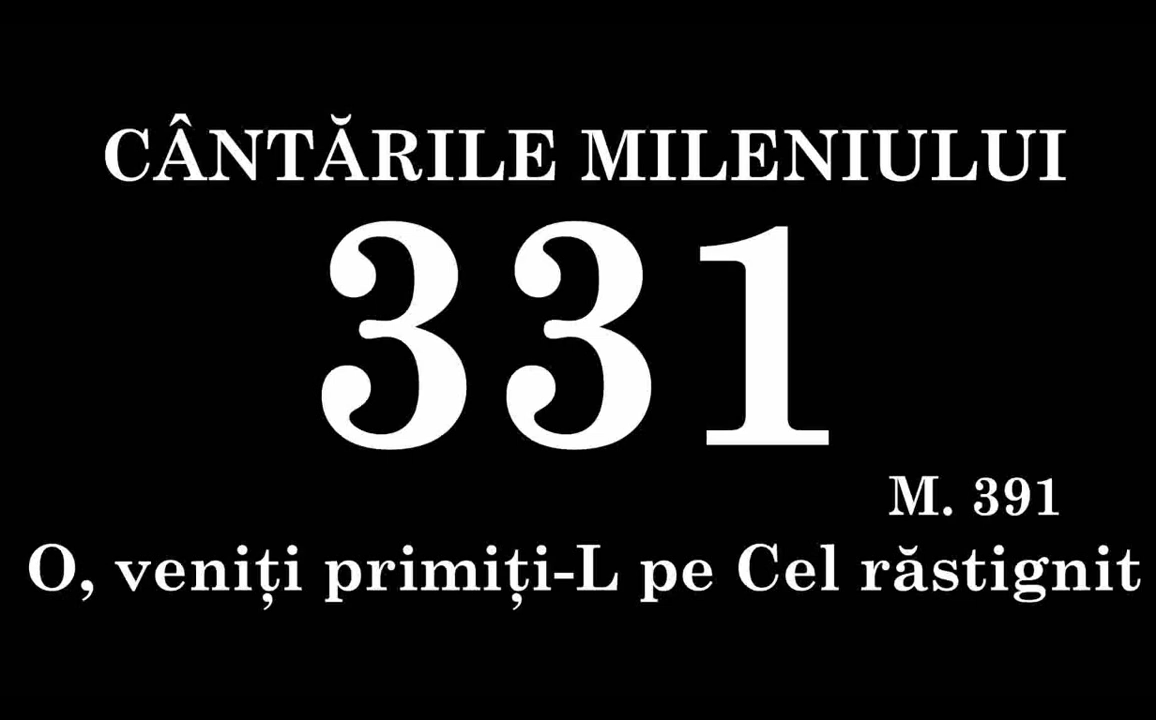 CÂNTĂRILE MILENIULUI
331
M. 391
O, veniți primiți-L pe Cel răstignit